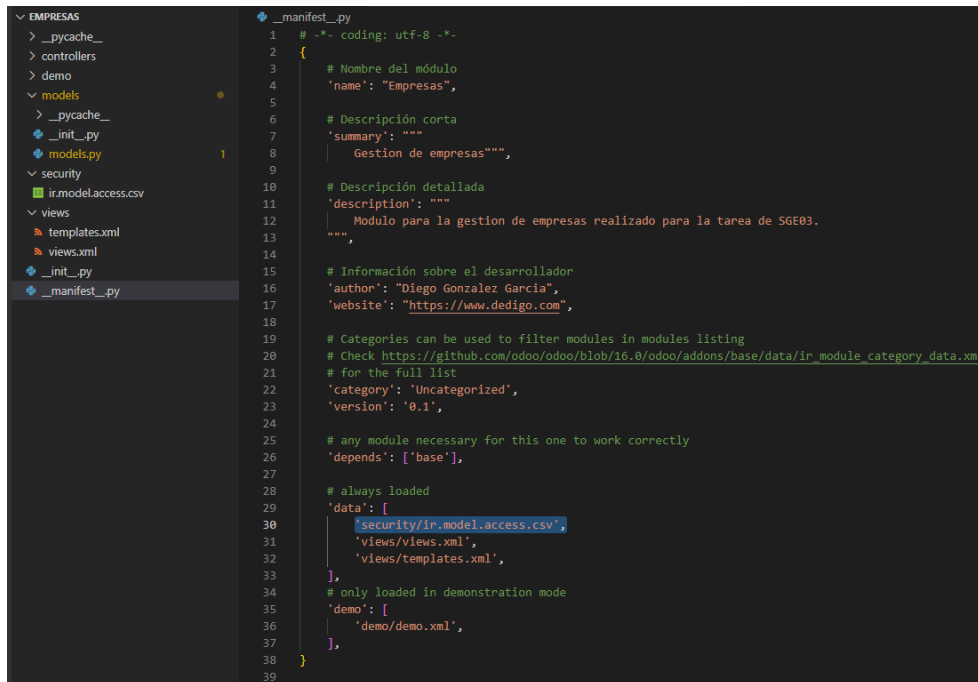 EMPRESAS
__pycache__
controllers
demo
models
__pycache__
__init__.py
models.py 1
security
ir.model.access.csv
views
templates.xml
views.xml
__init__.py
__manifest__.py
__manifest__.py
1 # -*- coding: utf-8 -*-
2 {
3 # Nombre del módulo
4 'name': "Empresas",
5
6 # Descripción corta
7 'summary': """
8 Gestion de empresas""",
9
10 # Descripción detallada
11 'description': """
12 Modulo para la gestion de empresas realizado para la tarea de SGE03.
13 """,
14
15 # Información sobre el desarrollador
16 'author': "Diego Gonzalez Garcia",
17 'website': "https://www.dedigo.com",
18
19 # Categories can be used to filter modules in modules listing
20 # Check https://github.com/odoo/odoo/blob/16.0/odoo/addons/base/data/ir_module_category_data.xm
21 # for the full list
22 'category': 'Uncategorized',
23 'version': '0.1',
24
25 # any module necessary for this one to work correctly
26 'depends': ['base'],
27
28 # always loaded
29 'data': [
30 'security/ir.model.access.csv',
31 'views/views.xml',
32 'views/templates.xml',
33 ],
34 # only loaded in demonstration mode
35 'demo': [
36 'demo/demo.xml',
37 ],
38 }
39